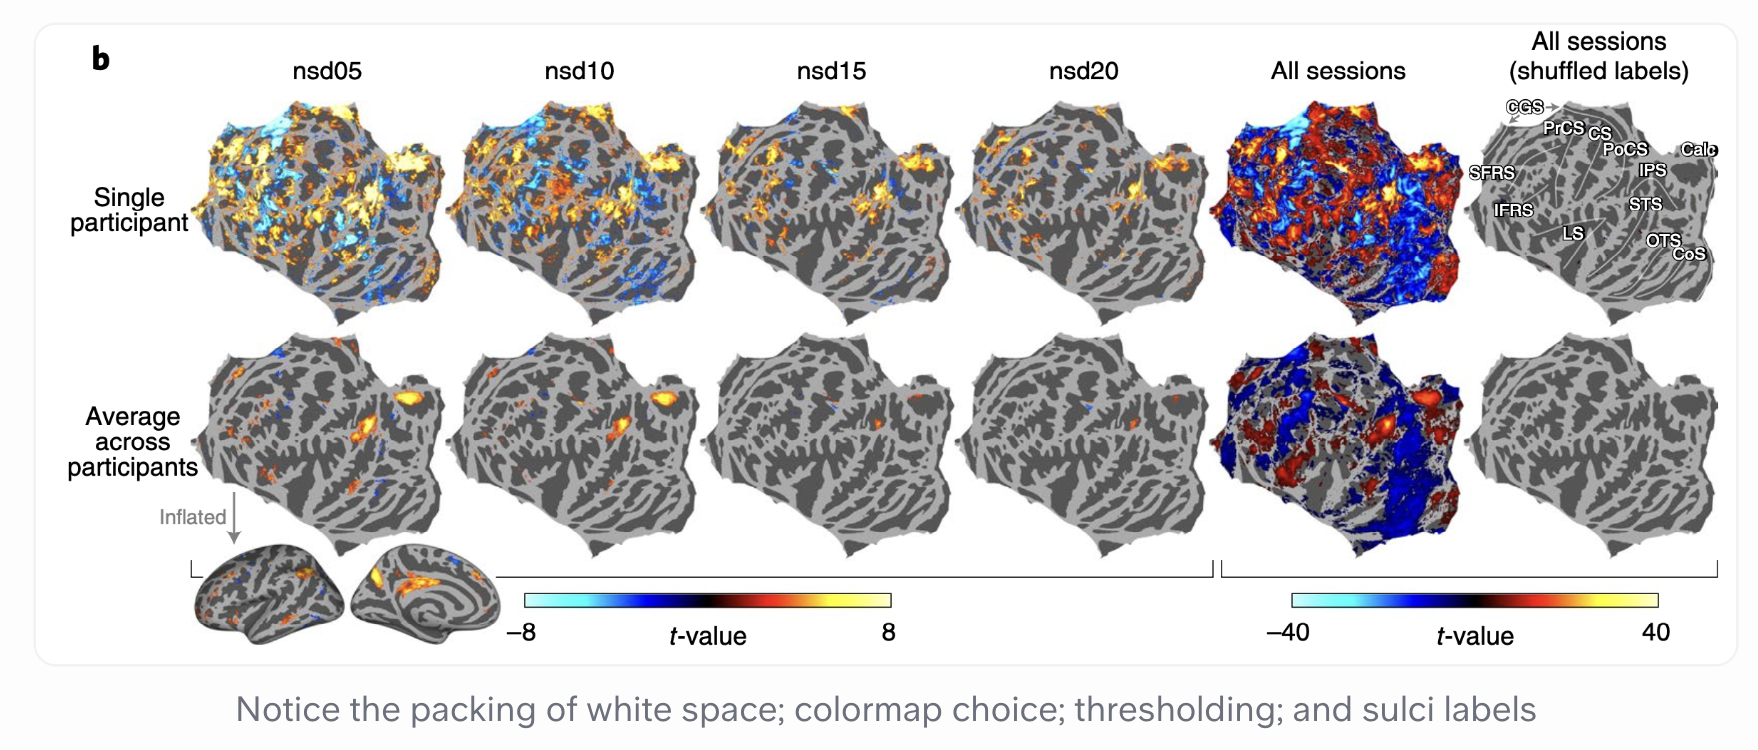 b
nsd05
nsd10
nsd15
nsd20
All sessions
All sessions
(shuffled labels)
Single
participant
CGS
PrCS
CS
PoCS
Calc
SFRS
IPS
IFRS
STS
LS
OTS
CoS
Average
across
participants
Inflated
–8
t-value
8
–40
t-value
40
Notice the packing of white space; colormap choice; thresholding; and sulci labels